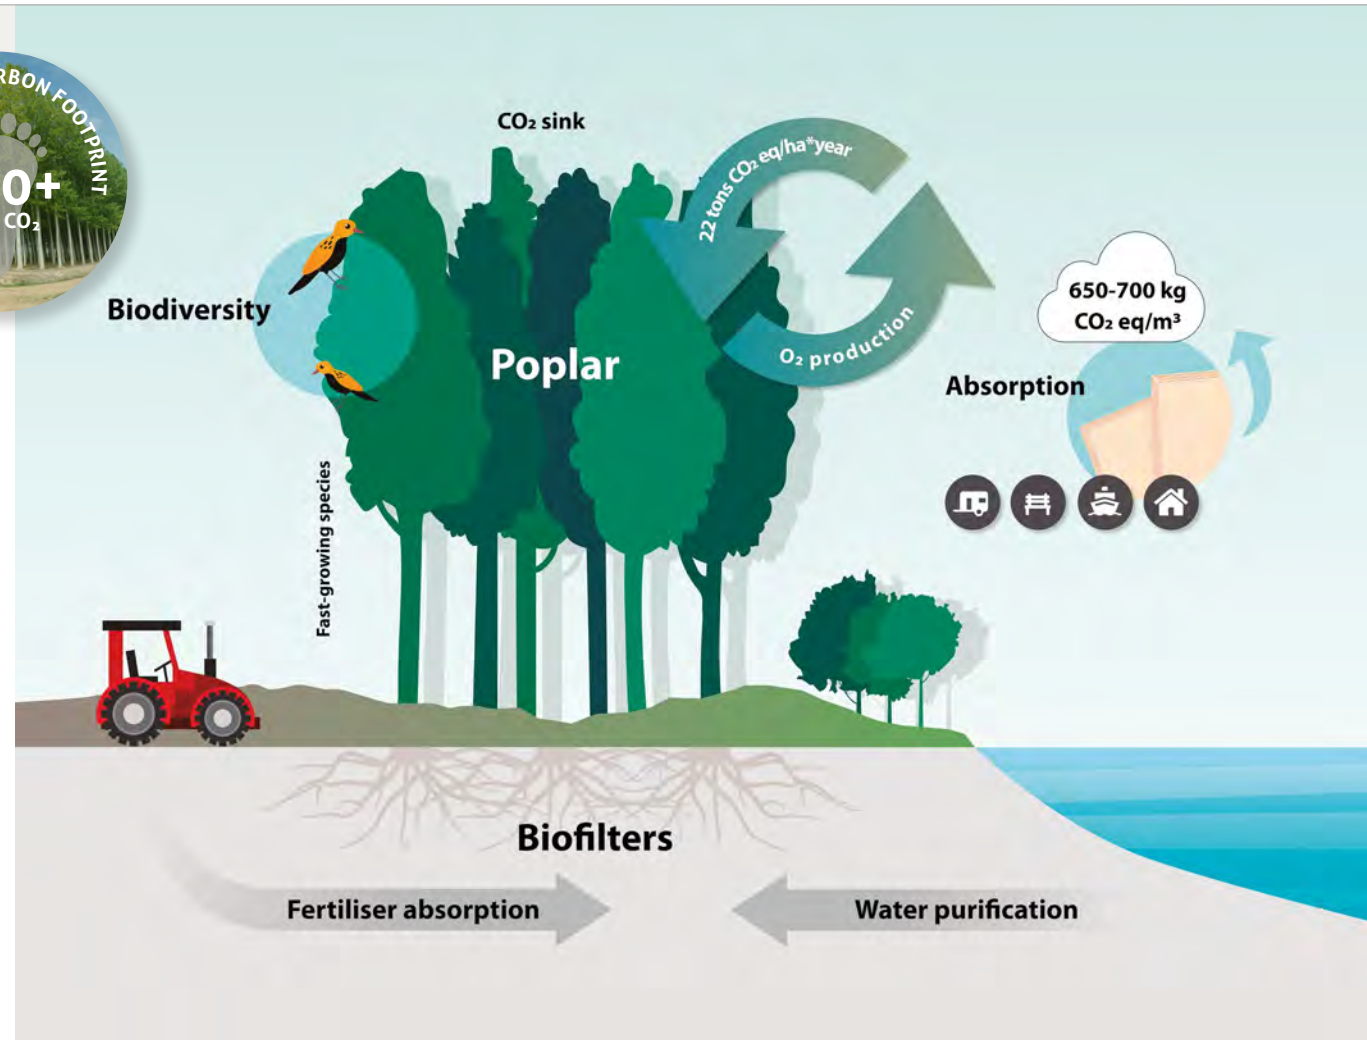 FOOTPRINT
0+
CO₂
CO₂ sink
22 tons CO₂ eq/ha*year
O₂ production
650-700 kg
CO₂ eq/m³
Absorption
Biodiversity
Poplar
Fast-growing species
Biofilters
Fertiliser absorption
Water purification